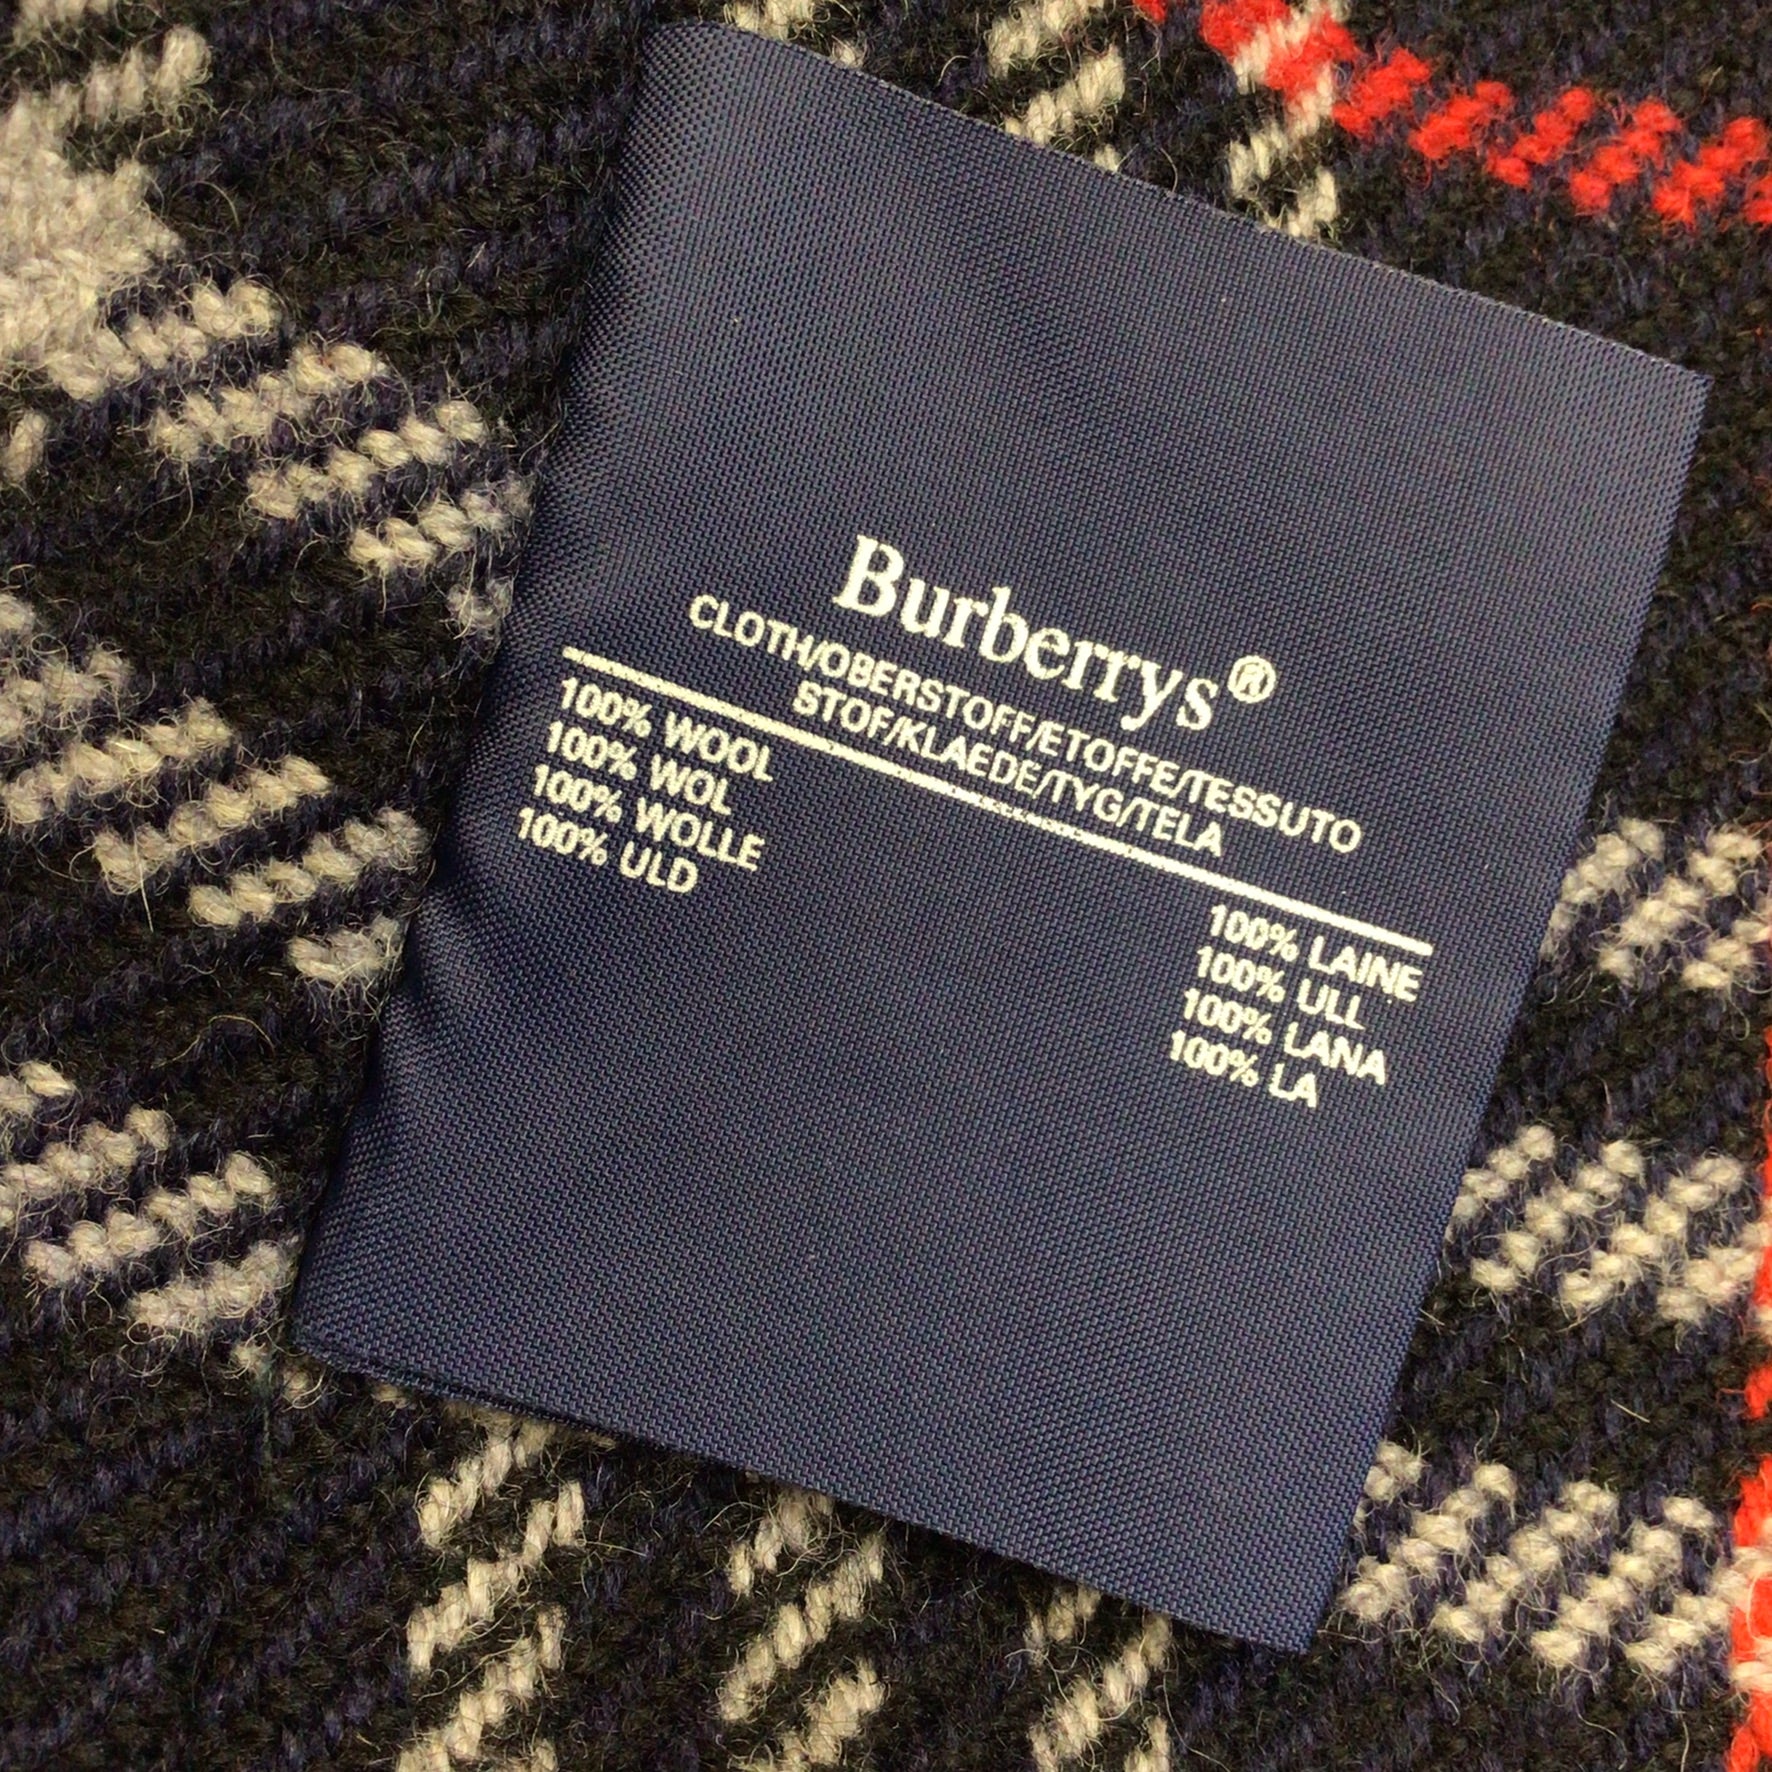 Burberrys®
CLOTH/OBERSTOFF/ETOFFE/TESSUTO
STOF/KLAEDE/TYG/TELA
100% WOOL
100% WOL
100% WOLLE
100% ULD
100% LAINE
100% ULL
100% LANA
100% LA